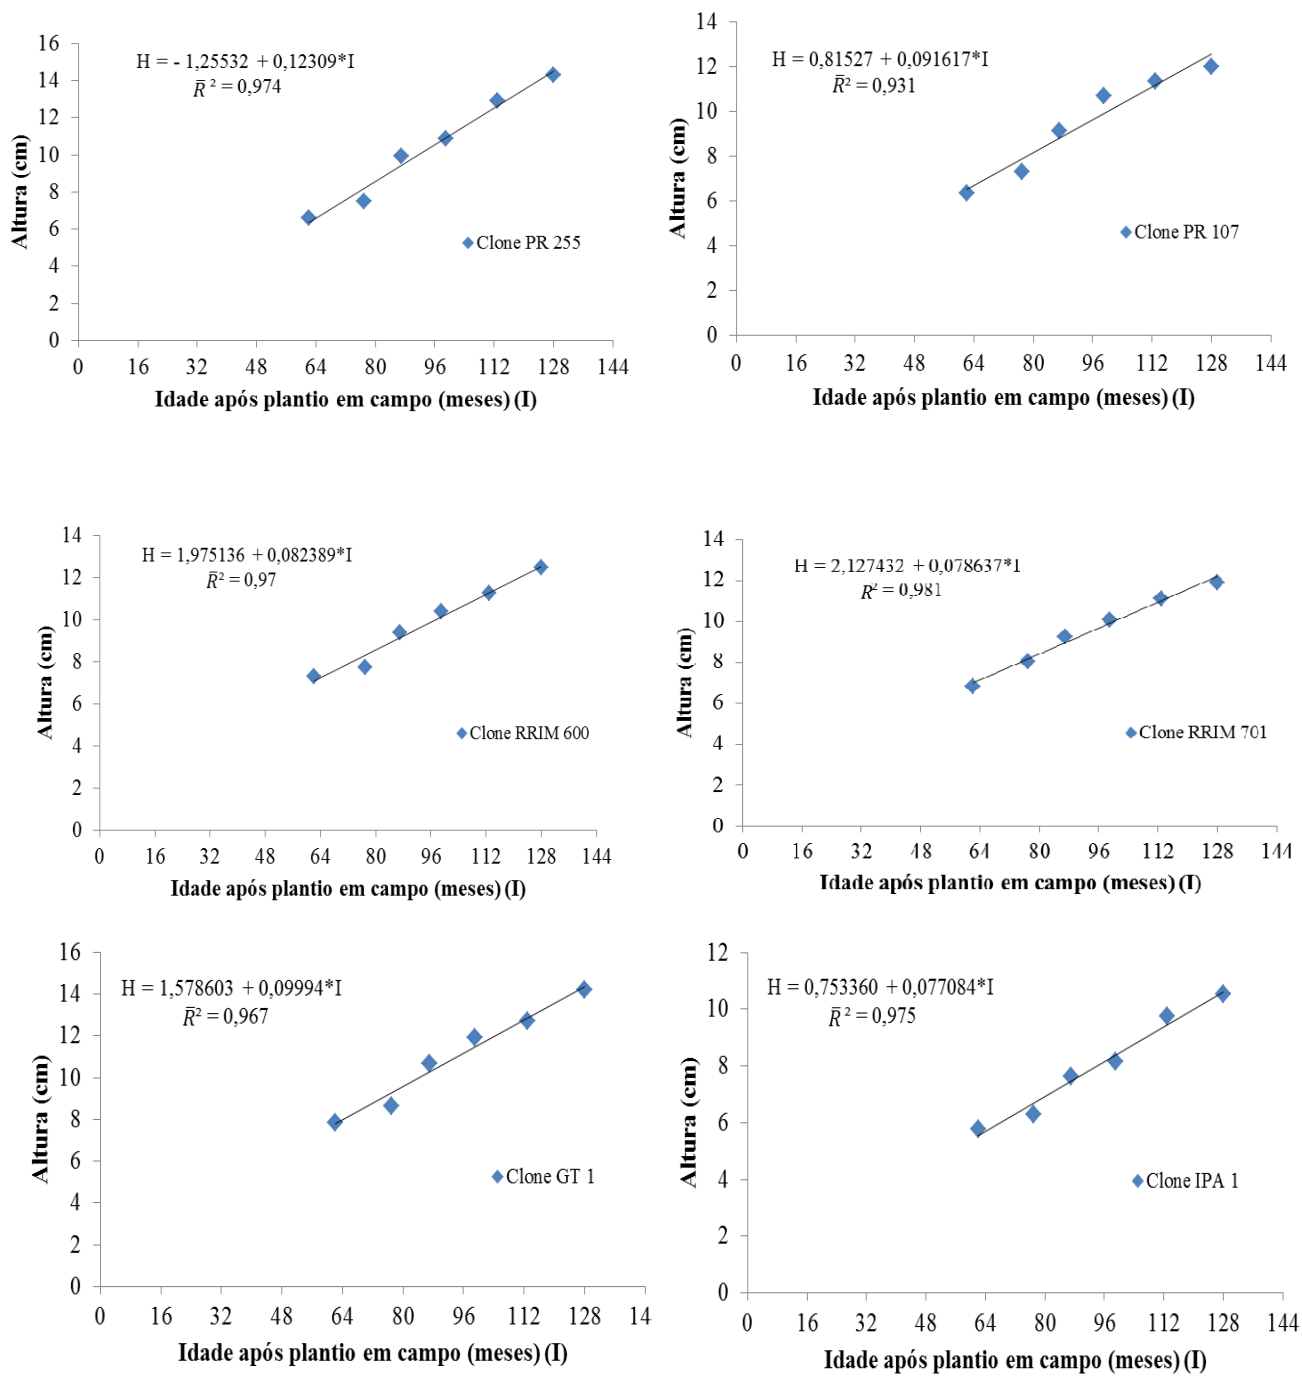 H = - 1,25532 + 0,12309*I
R̅ ² = 0,974
Altura (cm)
16
14
12
10
8
6
4
2
0
Clone PR 255
0 16 32 48 64 80 96 112 128 144
Idade após plantio em campo (meses) (I)
H = 0,81527 + 0,091617*I
R̅² = 0,931
Altura (cm)
14
12
10
8
6
4
2
0
Clone PR 107
0 16 32 48 64 80 96 112 128 144
Idade após plantio em campo (meses) (I)
H = 1,975136 + 0,082389*I
R̅² = 0,97
Altura (cm)
14
12
10
8
6
4
2
0
Clone RRIM 600
0 16 32 48 64 80 96 112 128 144
Idade após plantio em campo (meses) (I)
H = 2,127432 + 0,078637*I
R² = 0,981
Altura (cm)
14
12
10
8
6
4
2
0
Clone RRIM 701
0 16 32 48 64 80 96 112 128 144
Idade após plantio em campo (meses) (I)
H = 1,578603 + 0,09994*I
R̅² = 0,967
Altura (cm)
16
14
12
10
8
6
4
2
0
Clone GT 1
0 16 32 48 64 80 96 112 128 144
Idade após plantio em campo (meses) (I)
H = 0,753360 + 0,077084*I
R̅ ² = 0,975
Altura (cm)
12
10
8
6
4
2
0
Clone IPA 1
0 16 32 48 64 80 96 112 128 144
Idade após plantio em campo (meses) (I)